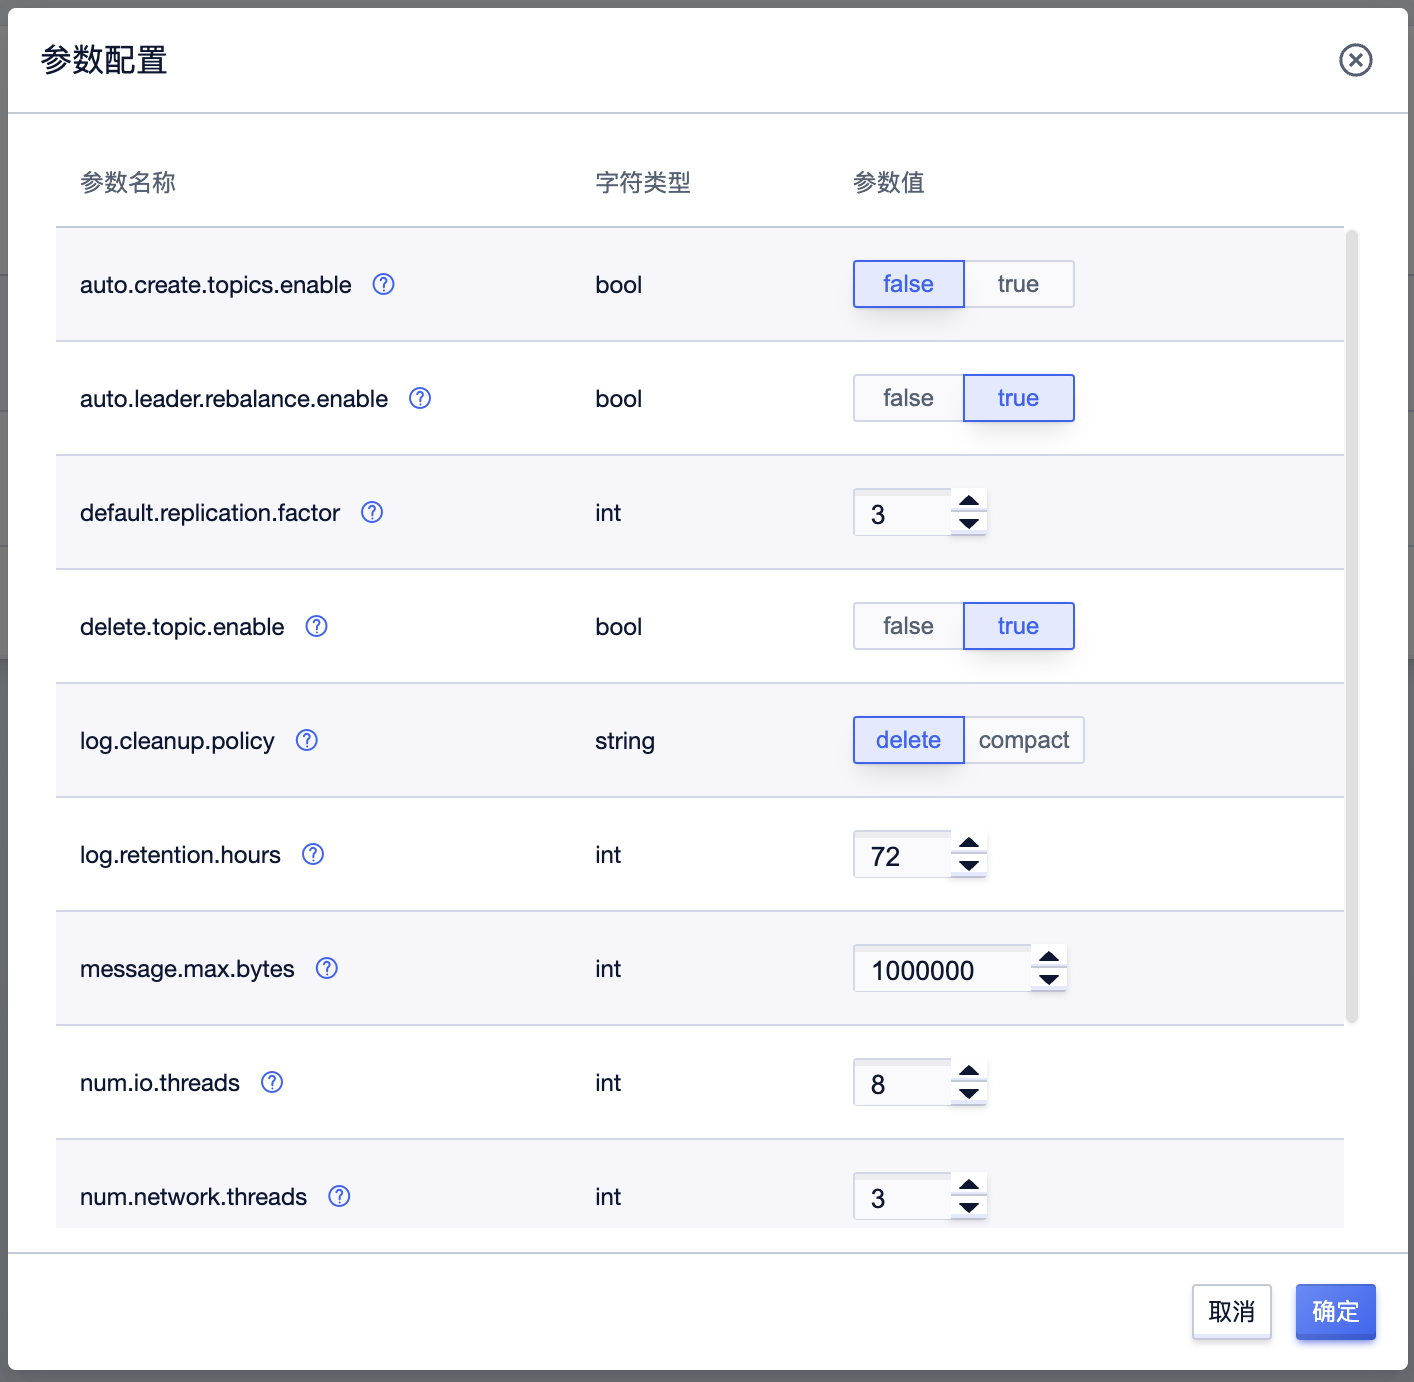 参数配置
参数名称 字符类型 参数值
auto.create.topics.enable bool false true
auto.leader.rebalance.enable bool false true
default.replication.factor int 3
delete.topic.enable bool false true
log.cleanup.policy string delete compact
log.retention.hours int 72
message.max.bytes int 1000000
num.io.threads int 8
num.network.threads int 3
取消 确定